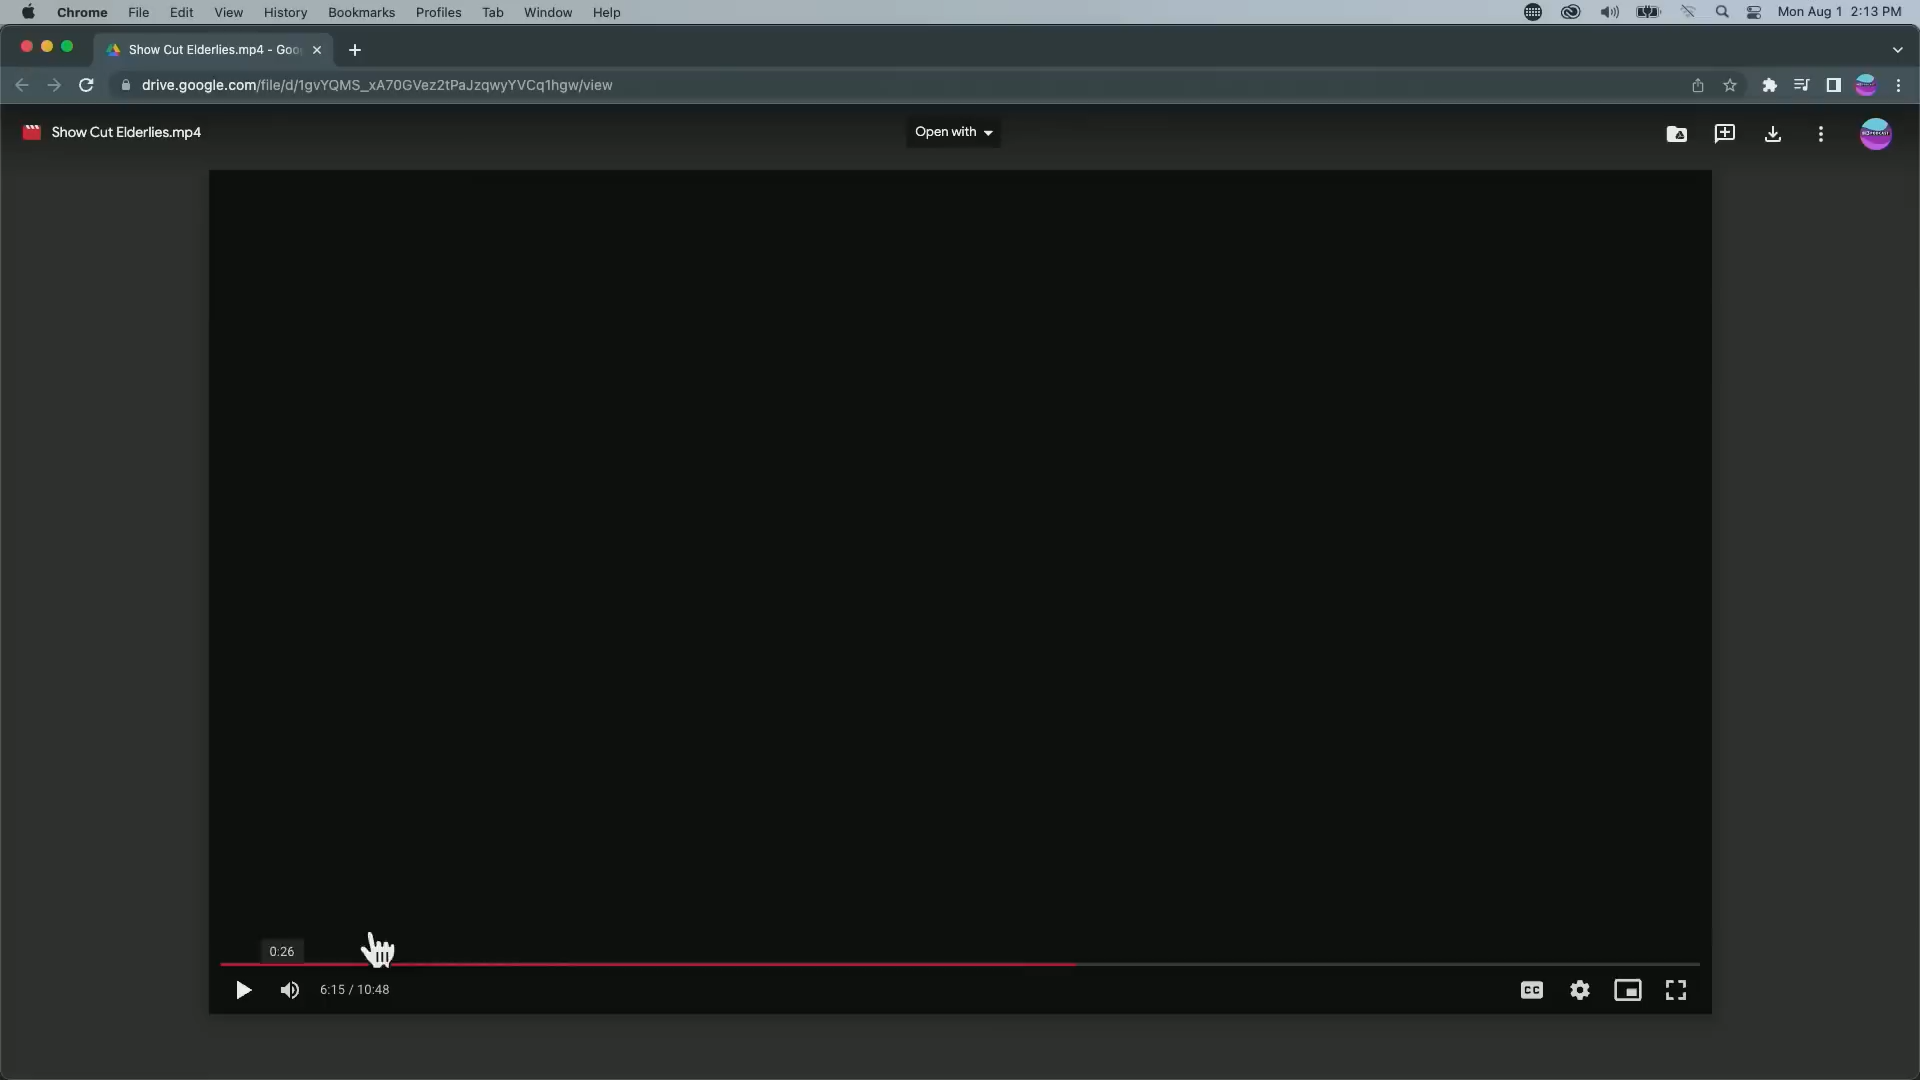 Chrome File Edit View History Bookmarks Profiles Tab Window Help Mon Aug 1 2:13 PM
Show Cut Elderlies.mp4 - Goo
drive.google.com/file/d/1gvYQMS_xA70GVez2tPaJzqwyYVCq1hgw/view
Show Cut Elderlies.mp4 Open with
0:26
6:15 / 10:48 CC